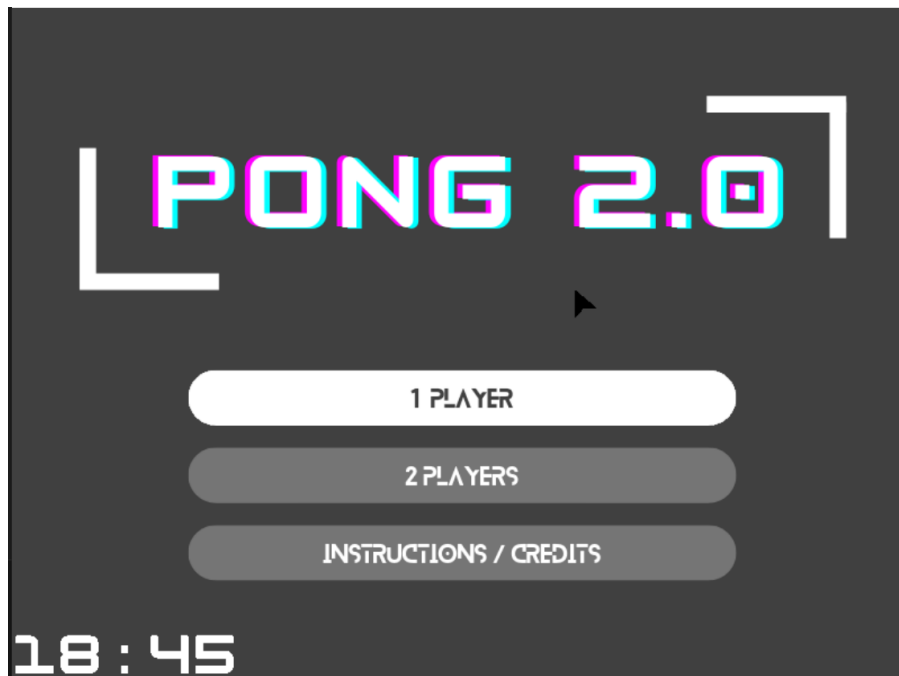 PONG 2.0
1 PLAYER
2 PLAYERS
INSTRUCTIONS / CREDITS
18:45